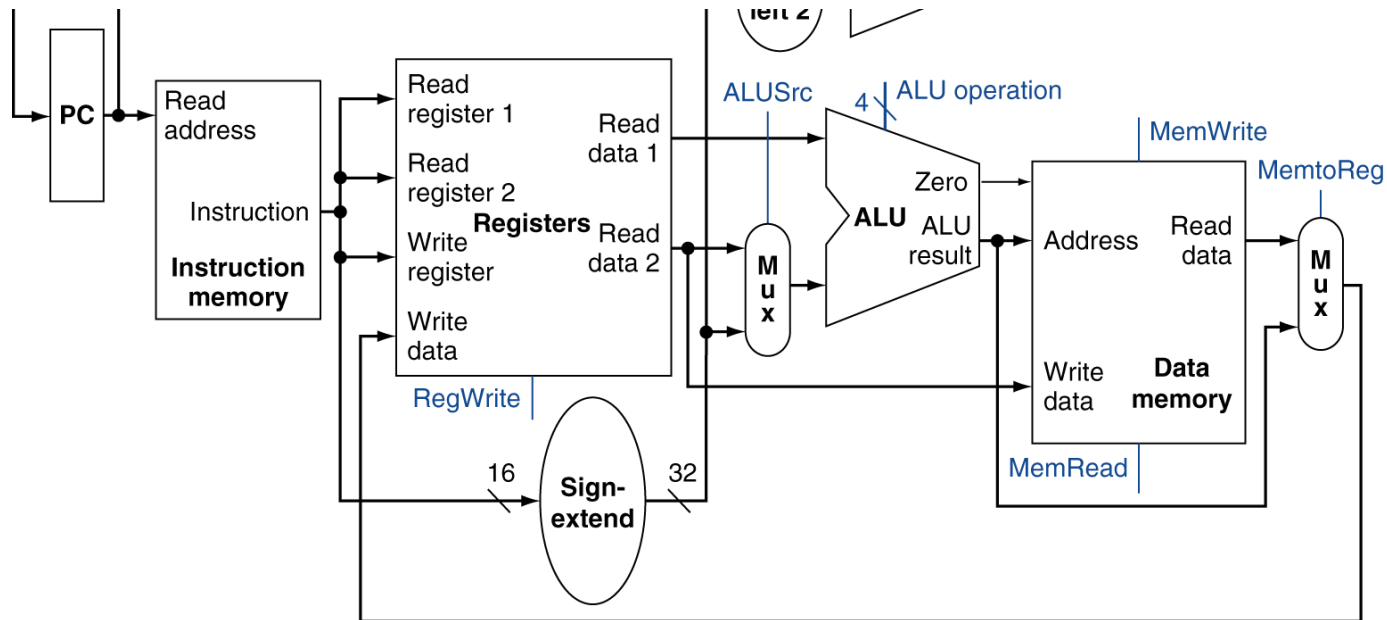 left 2
PC
Read
address
Instruction
Instruction
memory
Read
register 1
Read
register 2
Write
register
Write
data
Registers
Read
data 1
Read
data 2
RegWrite
16
Sign-
extend
32
ALUSrc
M
u
x
4
ALU operation
Zero
ALU
ALU
result
MemWrite
Address
Read
data
Write
data
Data
memory
MemRead
MemtoReg
M
u
x